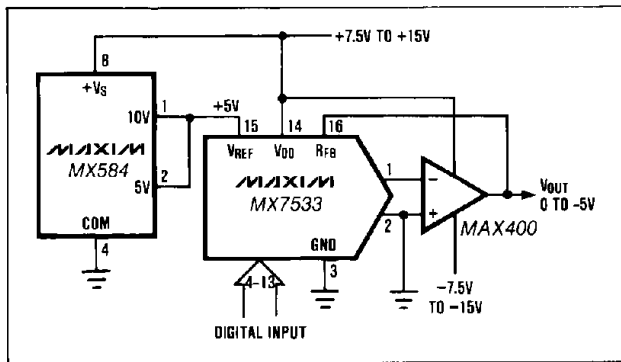 +7.5V TO +15V
8
+VS
10V
1
+5V
15
14
16
MAXIM
MX584
VREF
VDD
RFB
5V
2
MAXIM
MX7533
1
−
+
2
VOUT
0 TO -5V
MAX400
COM
4
GND
3
4-13
−7.5V
TO −15V
DIGITAL INPUT